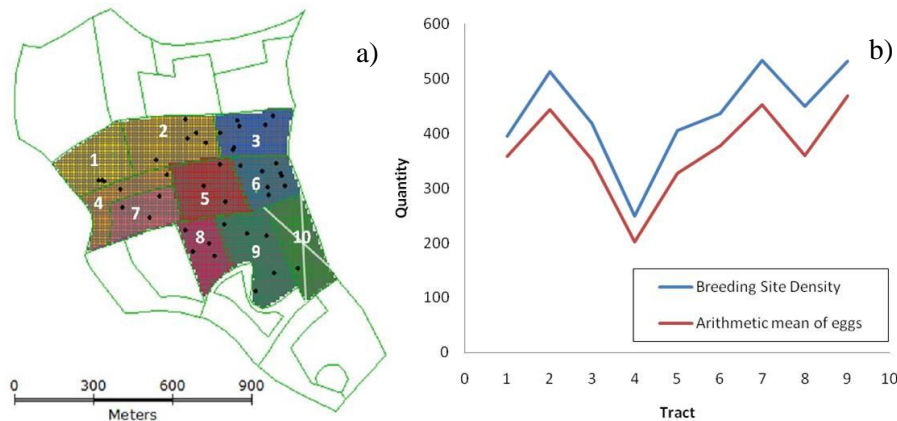 a)
1
2
3
4
5
6
7
8
9
10
0 300 600 900
Meters
b)
Quantity
600
500
400
300
200
100
0
0 1 2 3 4 5 6 7 8 9 10
Tract
Breeding Site Density
Arithmetic mean of eggs